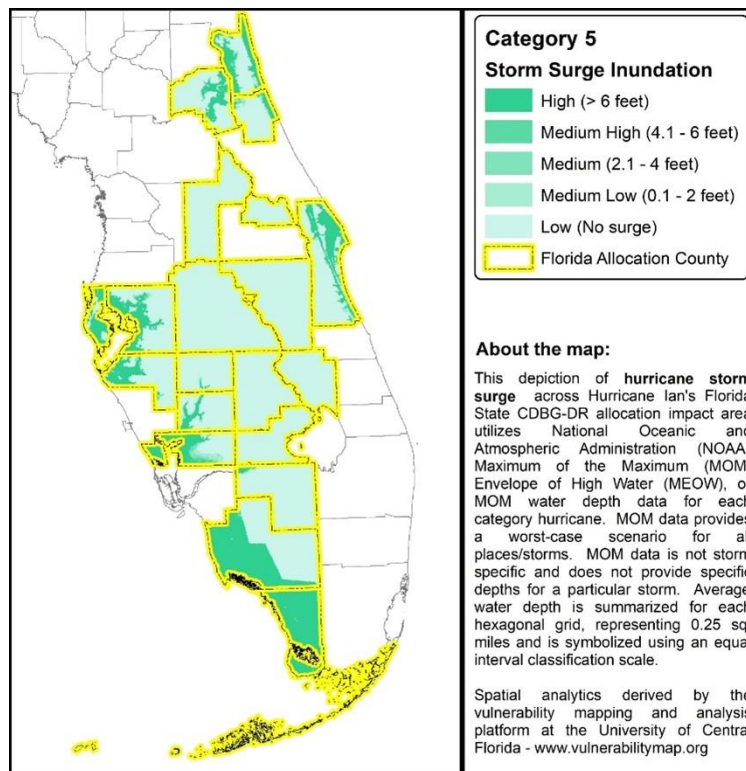 Category 5
Storm Surge Inundation
High (> 6 feet)
Medium High (4.1 - 6 feet)
Medium (2.1 - 4 feet)
Medium Low (0.1 - 2 feet)
Low (No surge)
Florida Allocation County
About the map:
This depiction of hurricane storm
surge across Hurricane Ian's Florida
State CDBG-DR allocation impact area
utilizes National Oceanic and
Atmospheric Administration (NOAA)
Maximum of the Maximum (MOM)
Envelope of High Water (MEOW), or
MOM water depth data for each
category hurricane. MOM data provides
a worst-case scenario for all
places/storms. MOM data is not storm
specific and does not provide specific
depths for a particular storm. Average
water depth is summarized for each
hexagonal grid, representing 0.25 sq
miles and is symbolized using an equal
interval classification scale.
Spatial analytics derived by the
vulnerability mapping and analysis
platform at the University of Central
Florida - www.vulnerabilitymap.org